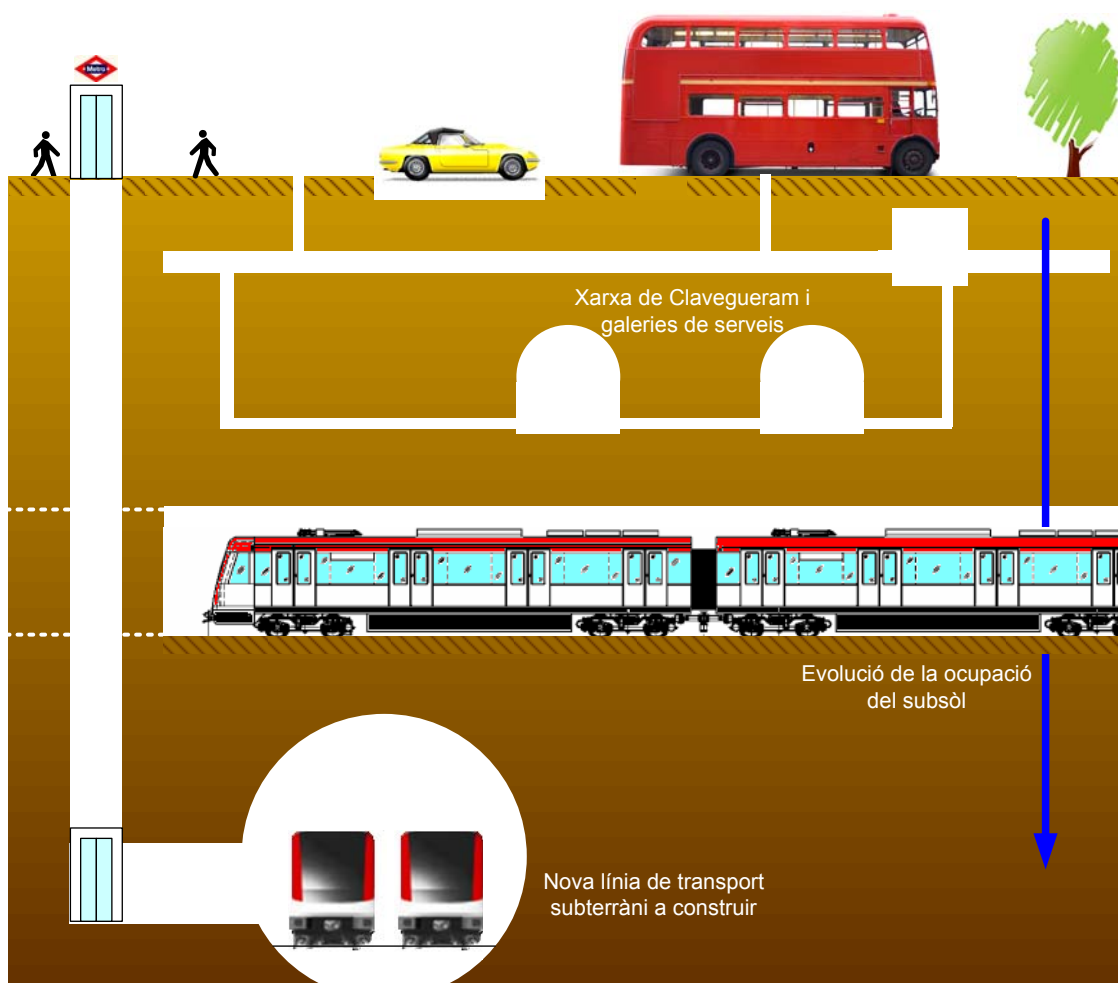 Metro
Xarxa de Clavegueram i
galeries de serveis
Evolució de la ocupació
del subsòl
Nova línia de transport
subterràni a construir